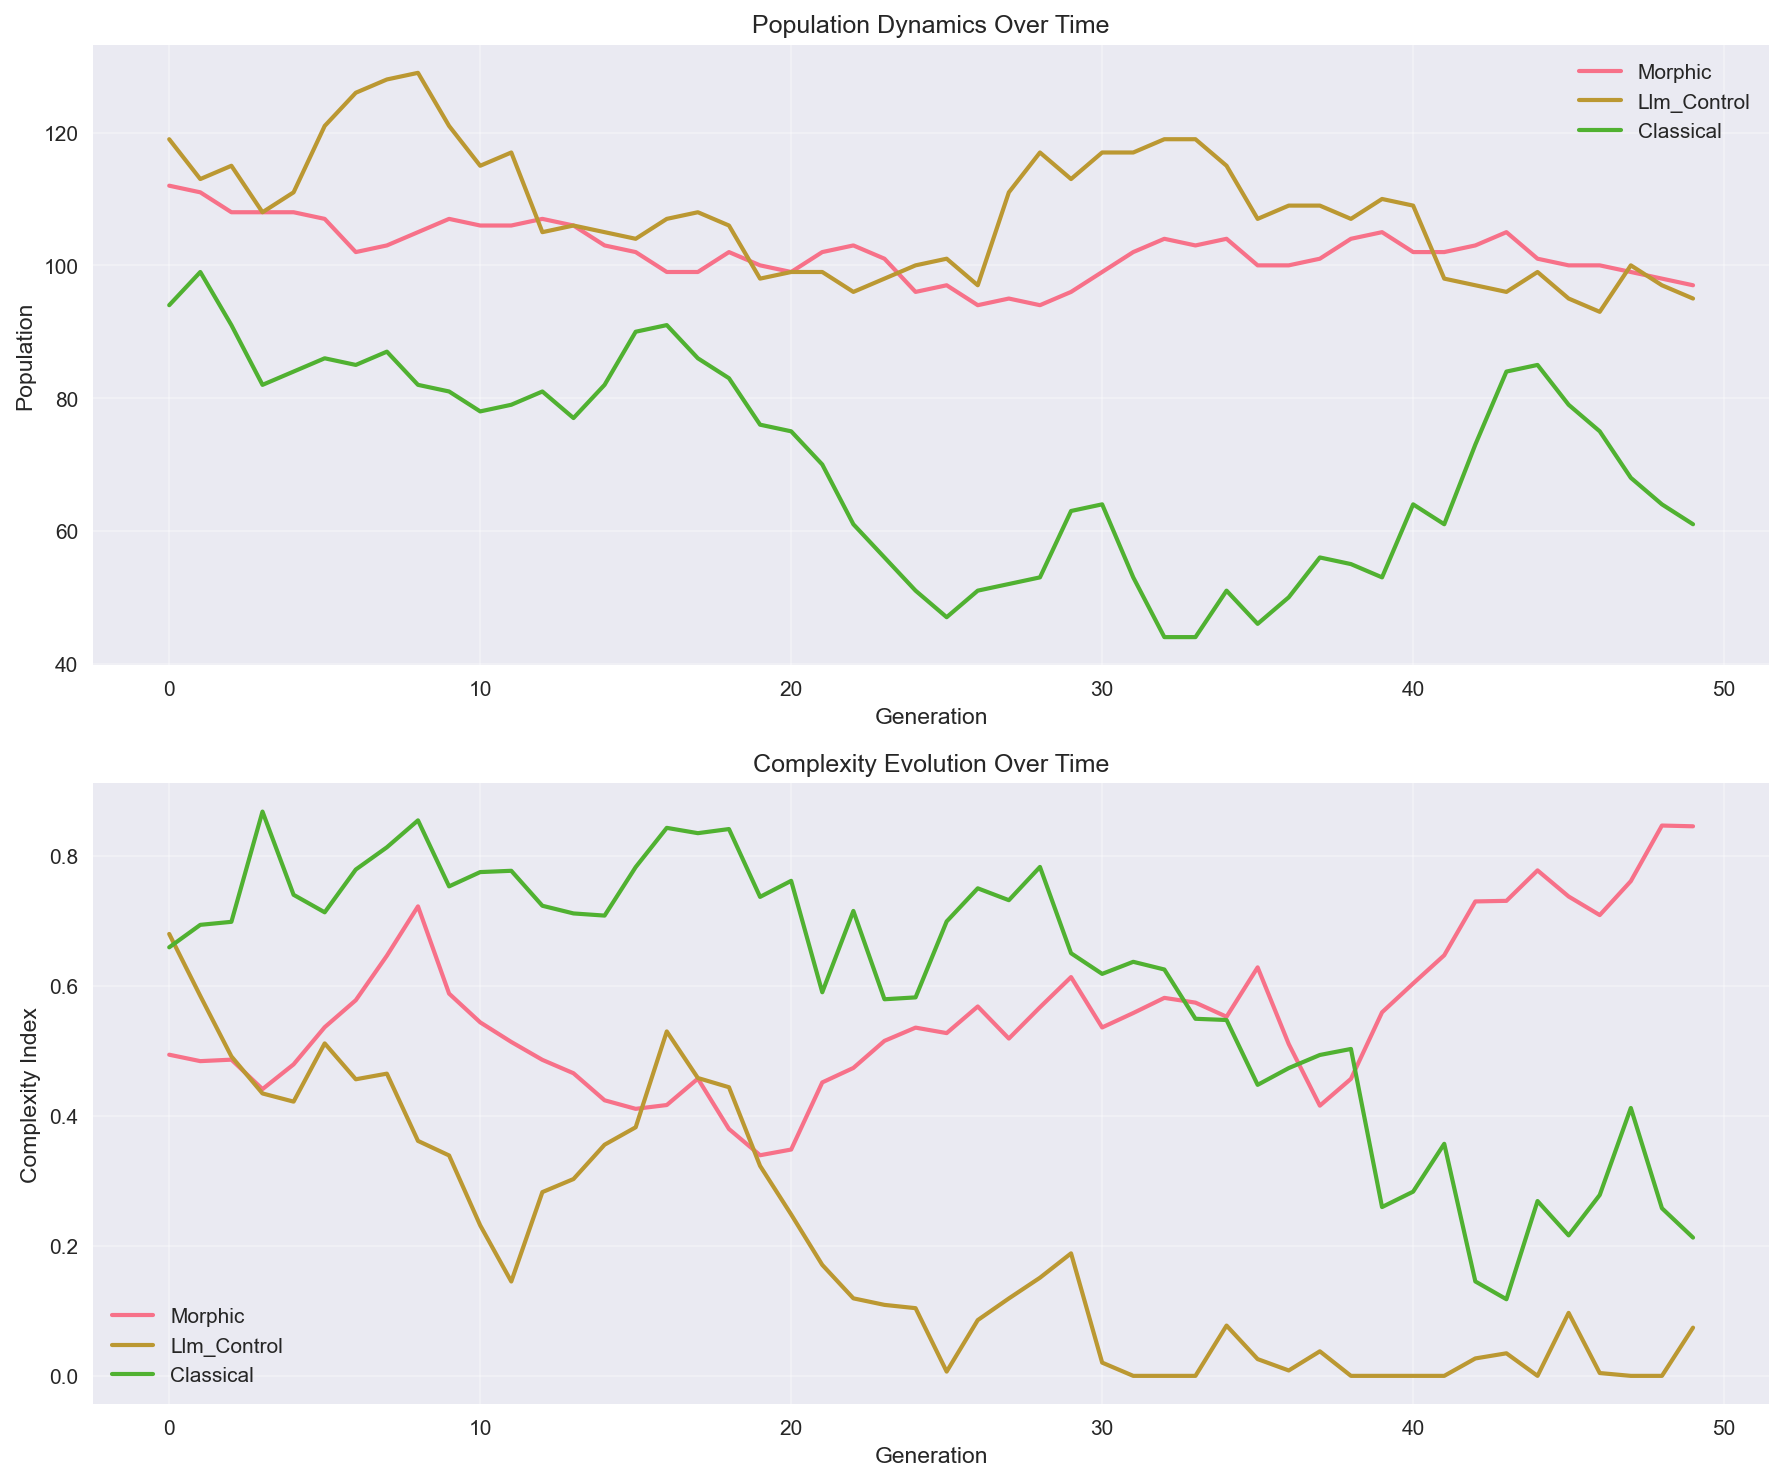 Population Dynamics Over Time
Morphic
Llm_Control
Classical
120
100
80
60
40
Population
0 10 20 30 40 50
Generation
Complexity Evolution Over Time
0.8
0.6
0.4
0.2
0.0
Complexity Index
Morphic
Llm_Control
Classical
0 10 20 30 40 50
Generation